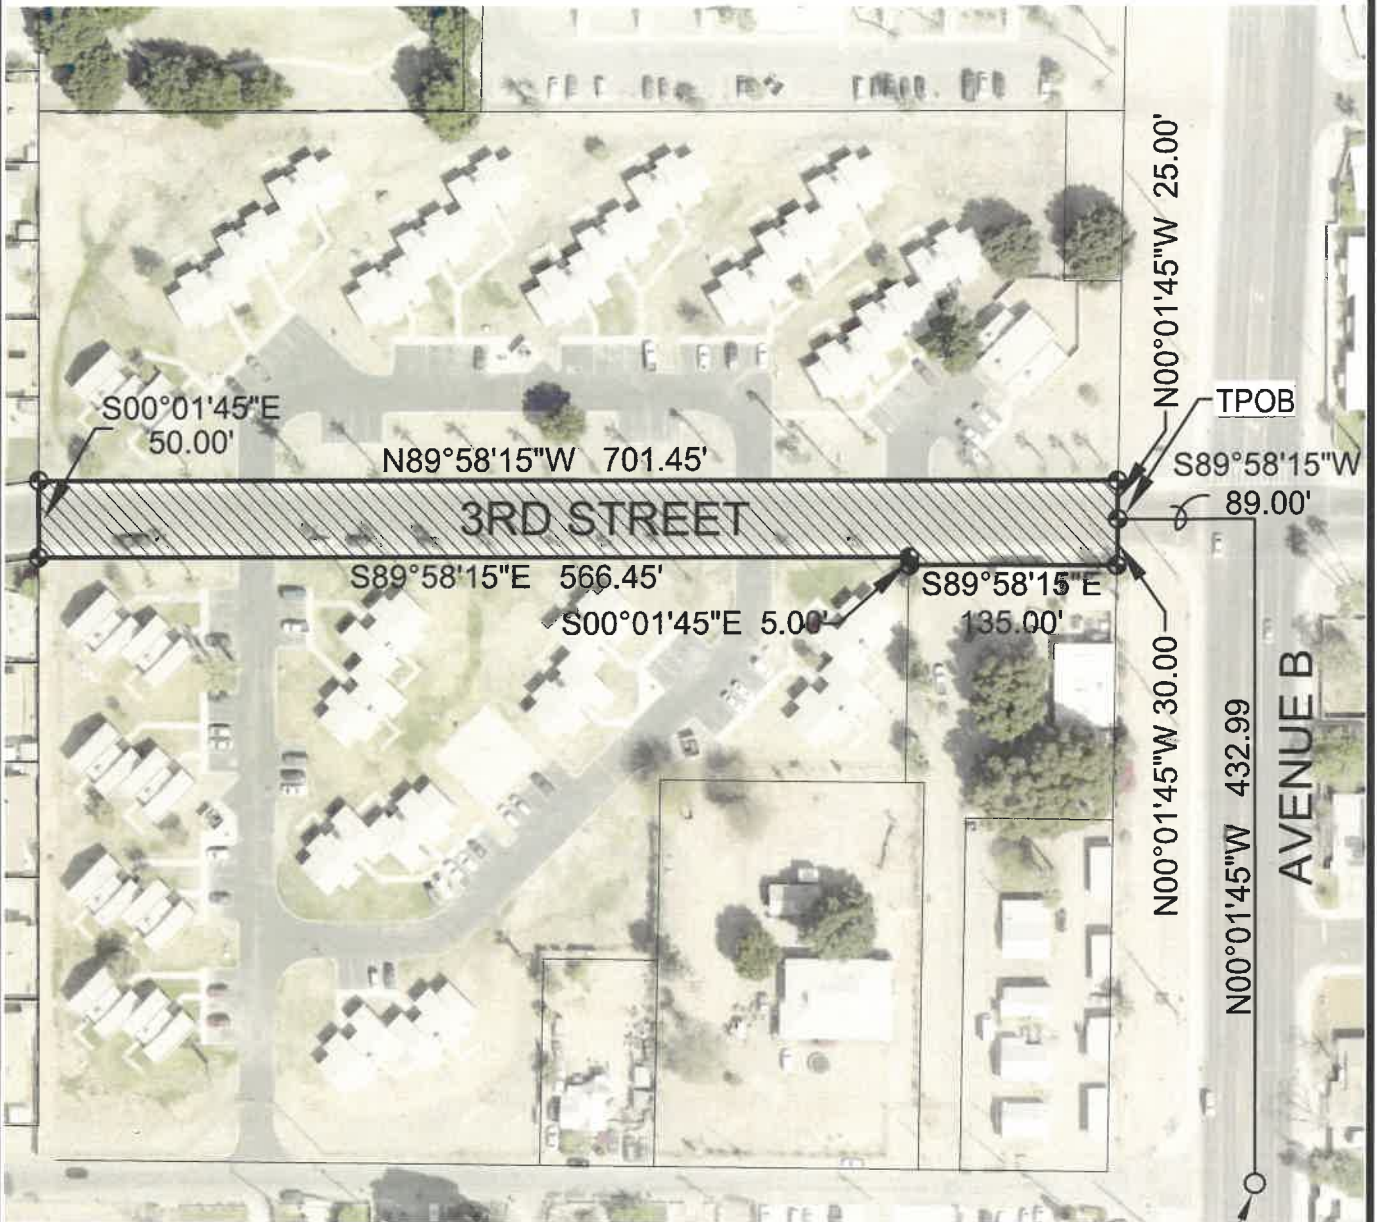 N00°01'45"W 25.00'
TPOB
S00°01'45"E
50.00'
N89°58'15"W 701.45'
S89°58'15"W
89.00'
3RD STREET
S89°58'15"E 566.45'
S89°58'15"E
135.00'
S00°01'45"E 5.00'
N00°01'45"W 30.00
N00°01'45"W 432.99
AVENUE B